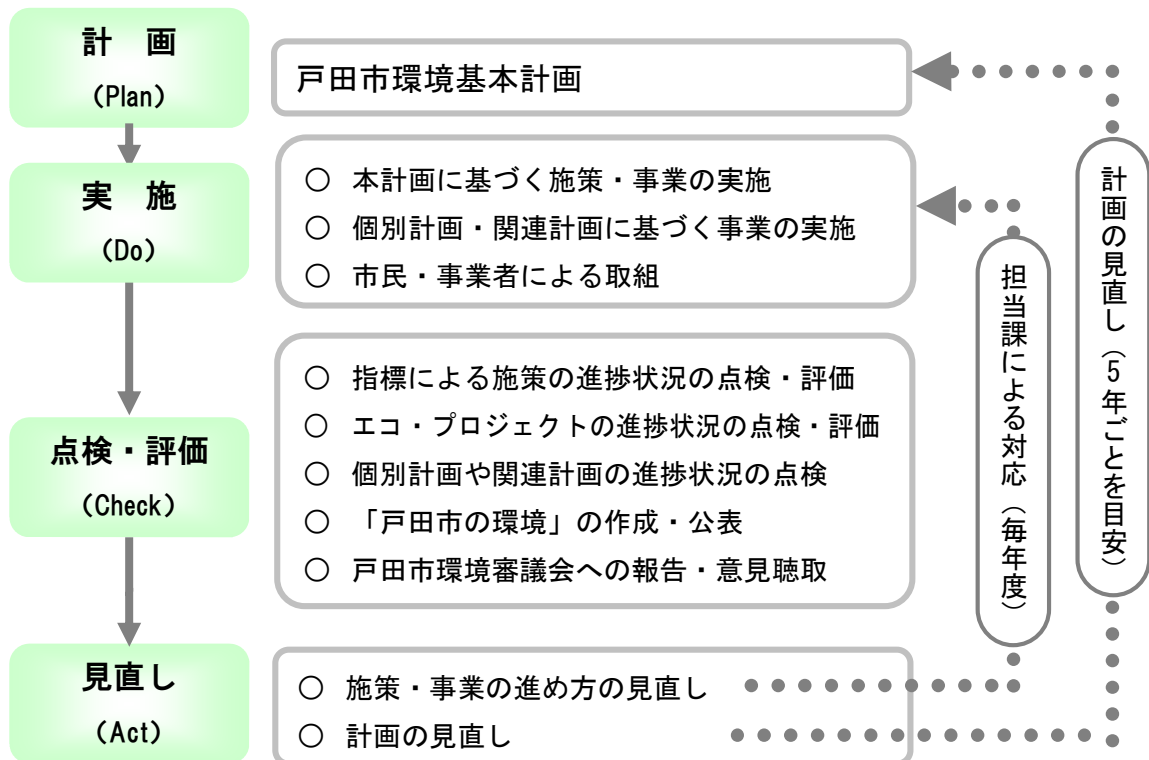 計　画
（Plan）
戸田市環境基本計画
実　施
（Do）
○　本計画に基づく施策・事業の実施
○　個別計画・関連計画に基づく事業の実施
○　市民・事業者による取組
点検・評価
（Check）
○　指標による施策の進捗状況の点検・評価
○　エコ・プロジェクトの進捗状況の点検・評価
○　個別計画や関連計画の進捗状況の点検
○　「戸田市の環境」の作成・公表
○　戸田市環境審議会への報告・意見聴取
見直し
（Act）
○　施策・事業の進め方の見直し
○　計画の見直し
担当課による対応（毎年度）
計画の見直し（5年ごとを目安）